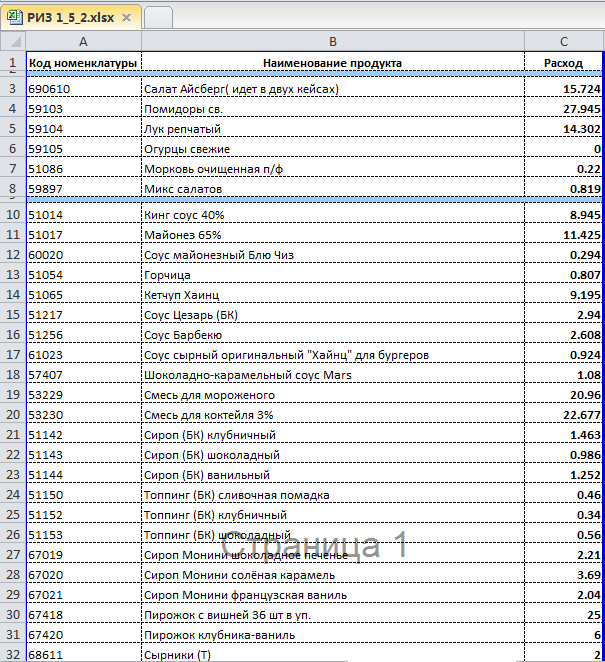 РИЗ 1_5_2.xlsx
A B C
1 Код номенклатуры Наименование продукта Расход
2
3 690610 Салат Айсберг( идет в двух кейсах) 15.724
4 59103 Помидоры св. 27.945
5 59104 Лук репчатый 14.302
6 59105 Огурцы свежие 0
7 51086 Морковь очищенная п/ф 0.22
8 59897 Микс салатов 0.819
9
10 51014 Кинг соус 40% 8.945
11 51017 Майонез 65% 11.425
12 60020 Соус майонезный Блю Чиз 0.294
13 51054 Горчица 0.807
14 51065 Кетчуп Хаинц 9.195
15 51217 Соус Цезарь (БК) 2.94
16 51256 Соус Барбекю 2.608
17 61023 Соус сырный оригинальный "Хайнц" для бургеров 0.924
18 57407 Шоколадно-карамельный соус Mars 1.08
19 53229 Смесь для мороженого 20.96
20 53230 Смесь для коктейля 3% 22.677
21 51142 Сироп (БК) клубничный 1.463
22 51143 Сироп (БК) шоколадный 0.986
23 51144 Сироп (БК) ванильный 1.252
24 51150 Топпинг (БК) сливочная помадка 0.46
25 51152 Топпинг (БК) клубничный 0.34
26 51153 Топпинг (БК) шоколадный 0.56
Страница 1
27 67019 Сироп Монини шоколадное печенье 2.21
28 67020 Сироп Монини солёная карамель 3.69
29 67021 Сироп Монини французская ваниль 2.04
30 67418 Пирожок с вишней 36 шт в уп. 25
31 67420 Пирожок клубника-ваниль 6
32 68611 Сырники (Т) 2